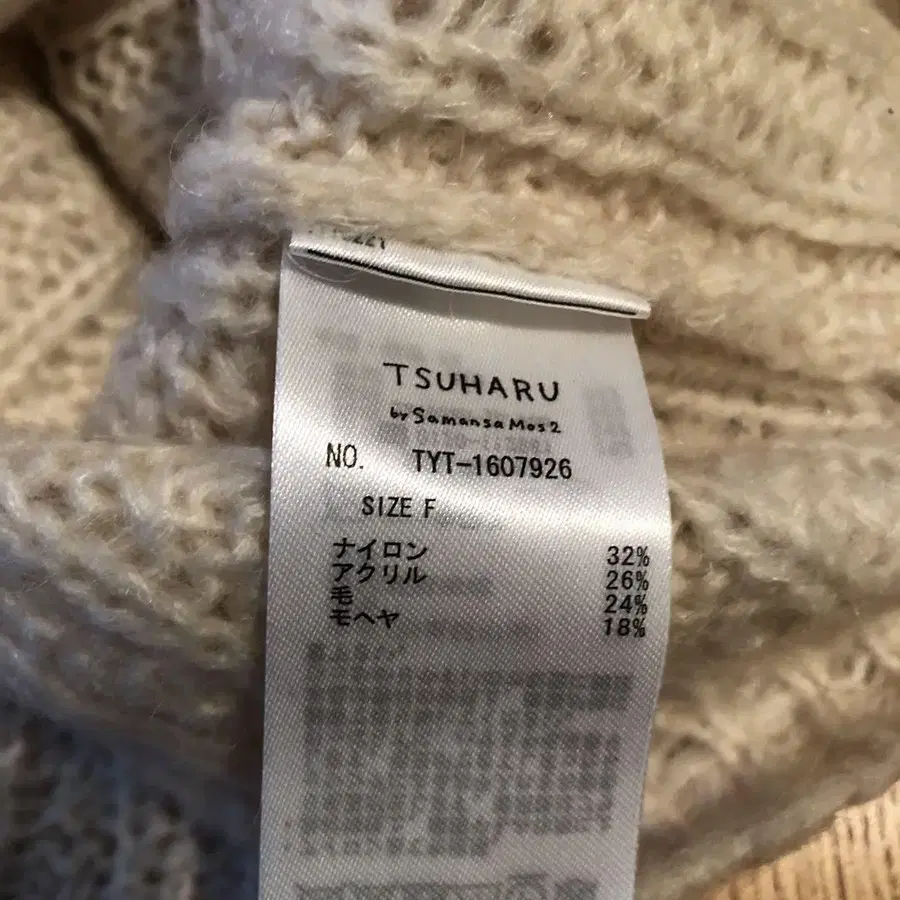 TSUHARU
by Samansa Mos2
NO. TYT-1607926
SIZE F
ナイロン 32%
アクリル 26%
毛 24%
モヘヤ 18%